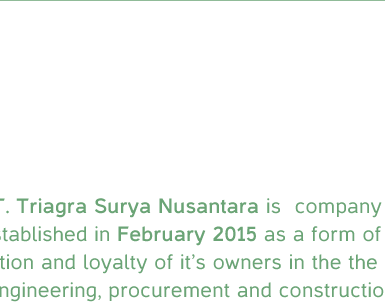 T. Triagra Surya Nusantara is company
stablished in February 2015 as a form of
tion and loyalty of it's owners in the the
ngineering, procurement and constructio